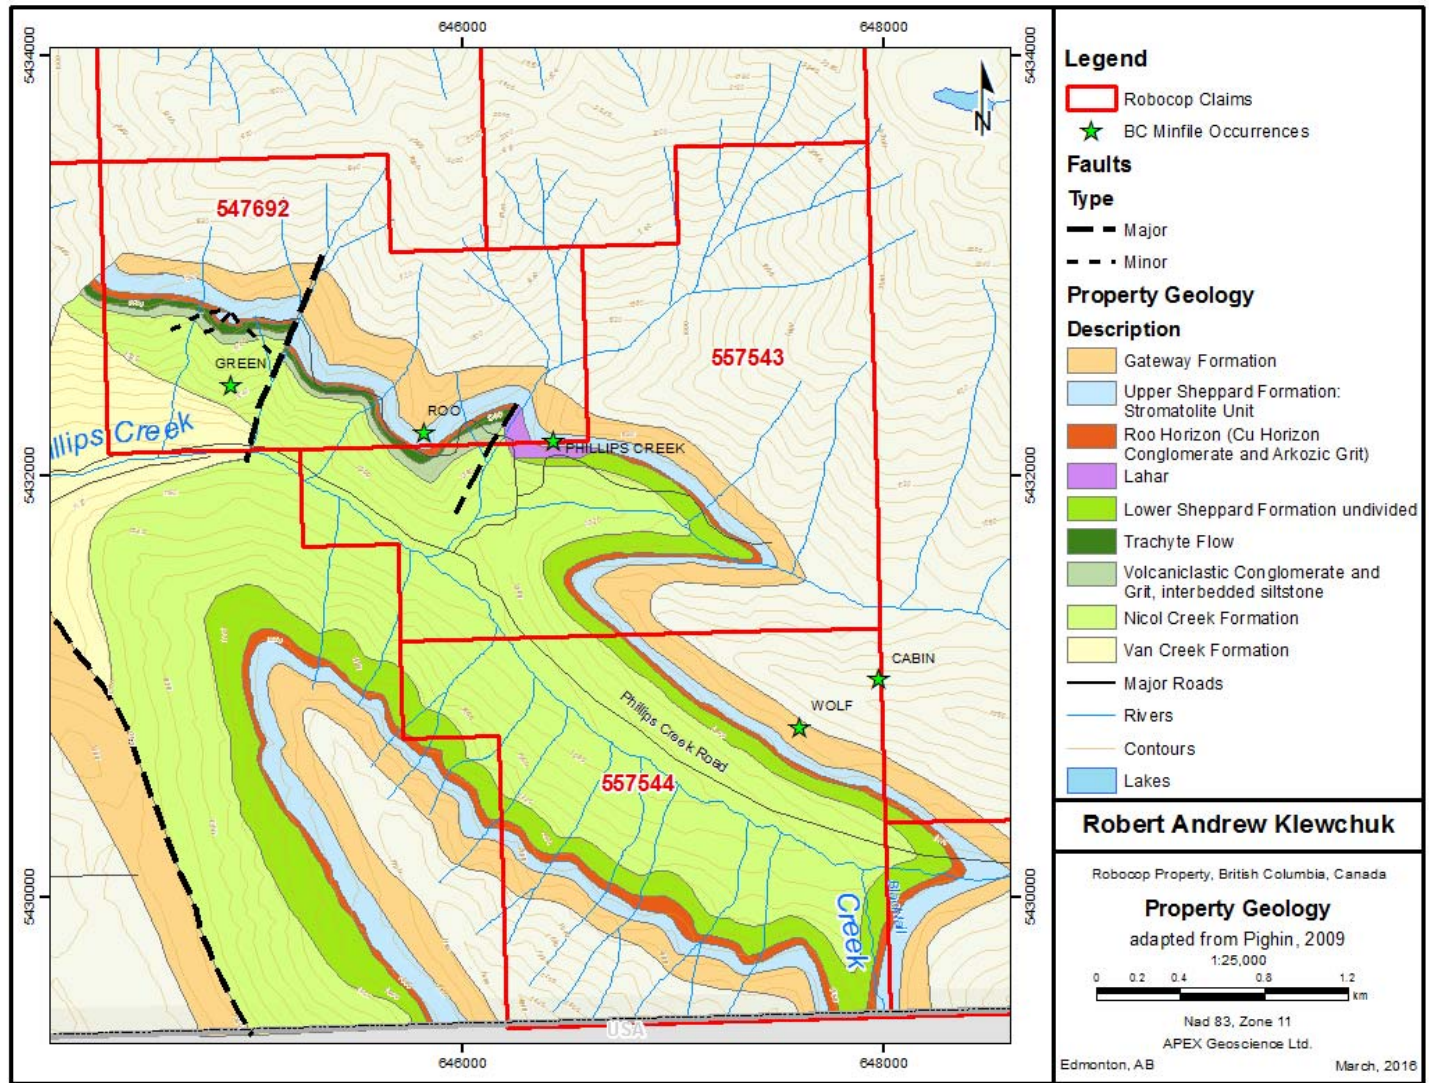 646000
648000
5434000
5434000
547692
557543
GREEN
ROO
PHILLIPS CREEK
llips Creek
5432000
5432000
CABIN
WOLF
Phillips Creek Road
557544
5430000
5430000
Creek
USA
646000
648000
N
Legend
Robocop Claims
BC Minfile Occurrences
Faults
Type
Major
Minor
Property Geology
Description
Gateway Formation
Upper Sheppard Formation:
Stromatolite Unit
Roo Horizon (Cu Horizon
Conglomerate and Arkozic Grit)
Lahar
Lower Sheppard Formation undivided
Trachyte Flow
Volcaniclastic Conglomerate and
Grit, interbedded siltstone
Nicol Creek Formation
Van Creek Formation
Major Roads
Rivers
Contours
Lakes
Robert Andrew Klewchuk
Robocop Property, British Columbia, Canada
Property Geology
adapted from Pighin, 2009
1:25,000
0 0.2 0.4 0.8 1.2
km
Nad 83, Zone 11
APEX Geoscience Ltd.
Edmonton, AB March, 2016